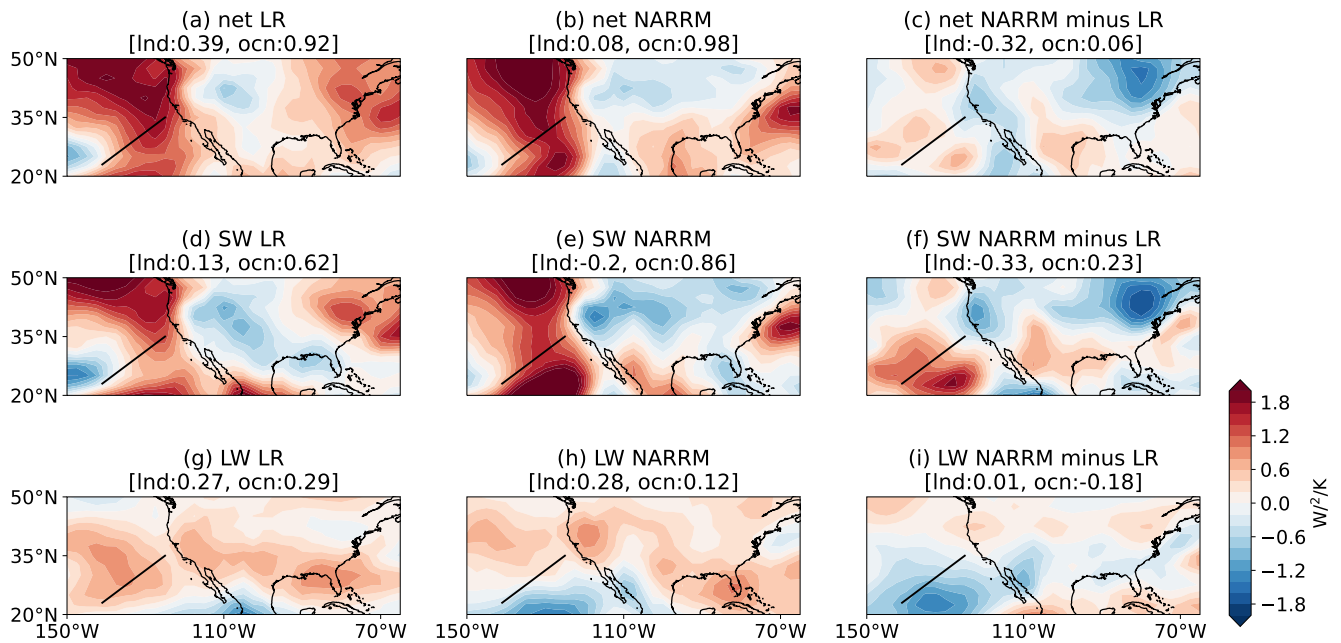 (a) net LR
[lnd:0.39, ocn:0.92]
(b) net NARRM
[lnd:0.08, ocn:0.98]
(c) net NARRM minus LR
[lnd:-0.32, ocn:0.06]
50°N
35°N
20°N
(d) SW LR
[lnd:0.13, ocn:0.62]
(e) SW NARRM
[lnd:-0.2, ocn:0.86]
(f) SW NARRM minus LR
[lnd:-0.33, ocn:0.23]
50°N
35°N
20°N
(g) LW LR
[lnd:0.27, ocn:0.29]
(h) LW NARRM
[lnd:0.28, ocn:0.12]
(i) LW NARRM minus LR
[lnd:0.01, ocn:-0.18]
50°N
35°N
20°N
150°W 110°W 70°W
150°W 110°W 70°W
150°W 110°W 70°W
1.8
1.2
0.6
0.0
−0.6
−1.2
−1.8
W/²/K